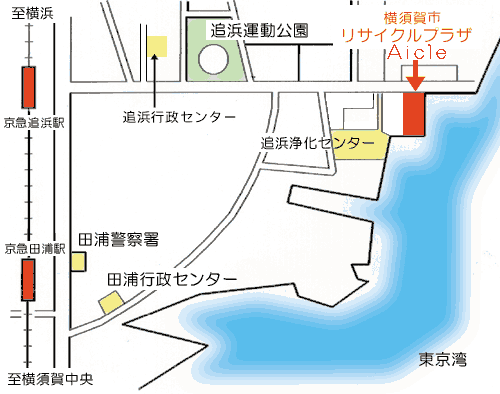 至横浜
横須賀市
リサイクルプラザ
Aicle
追浜運動公園
京急追浜駅
追浜行政センター
追浜浄化センター
京急田浦駅
田浦警察署
田浦行政センター
東京湾
至横須賀中央